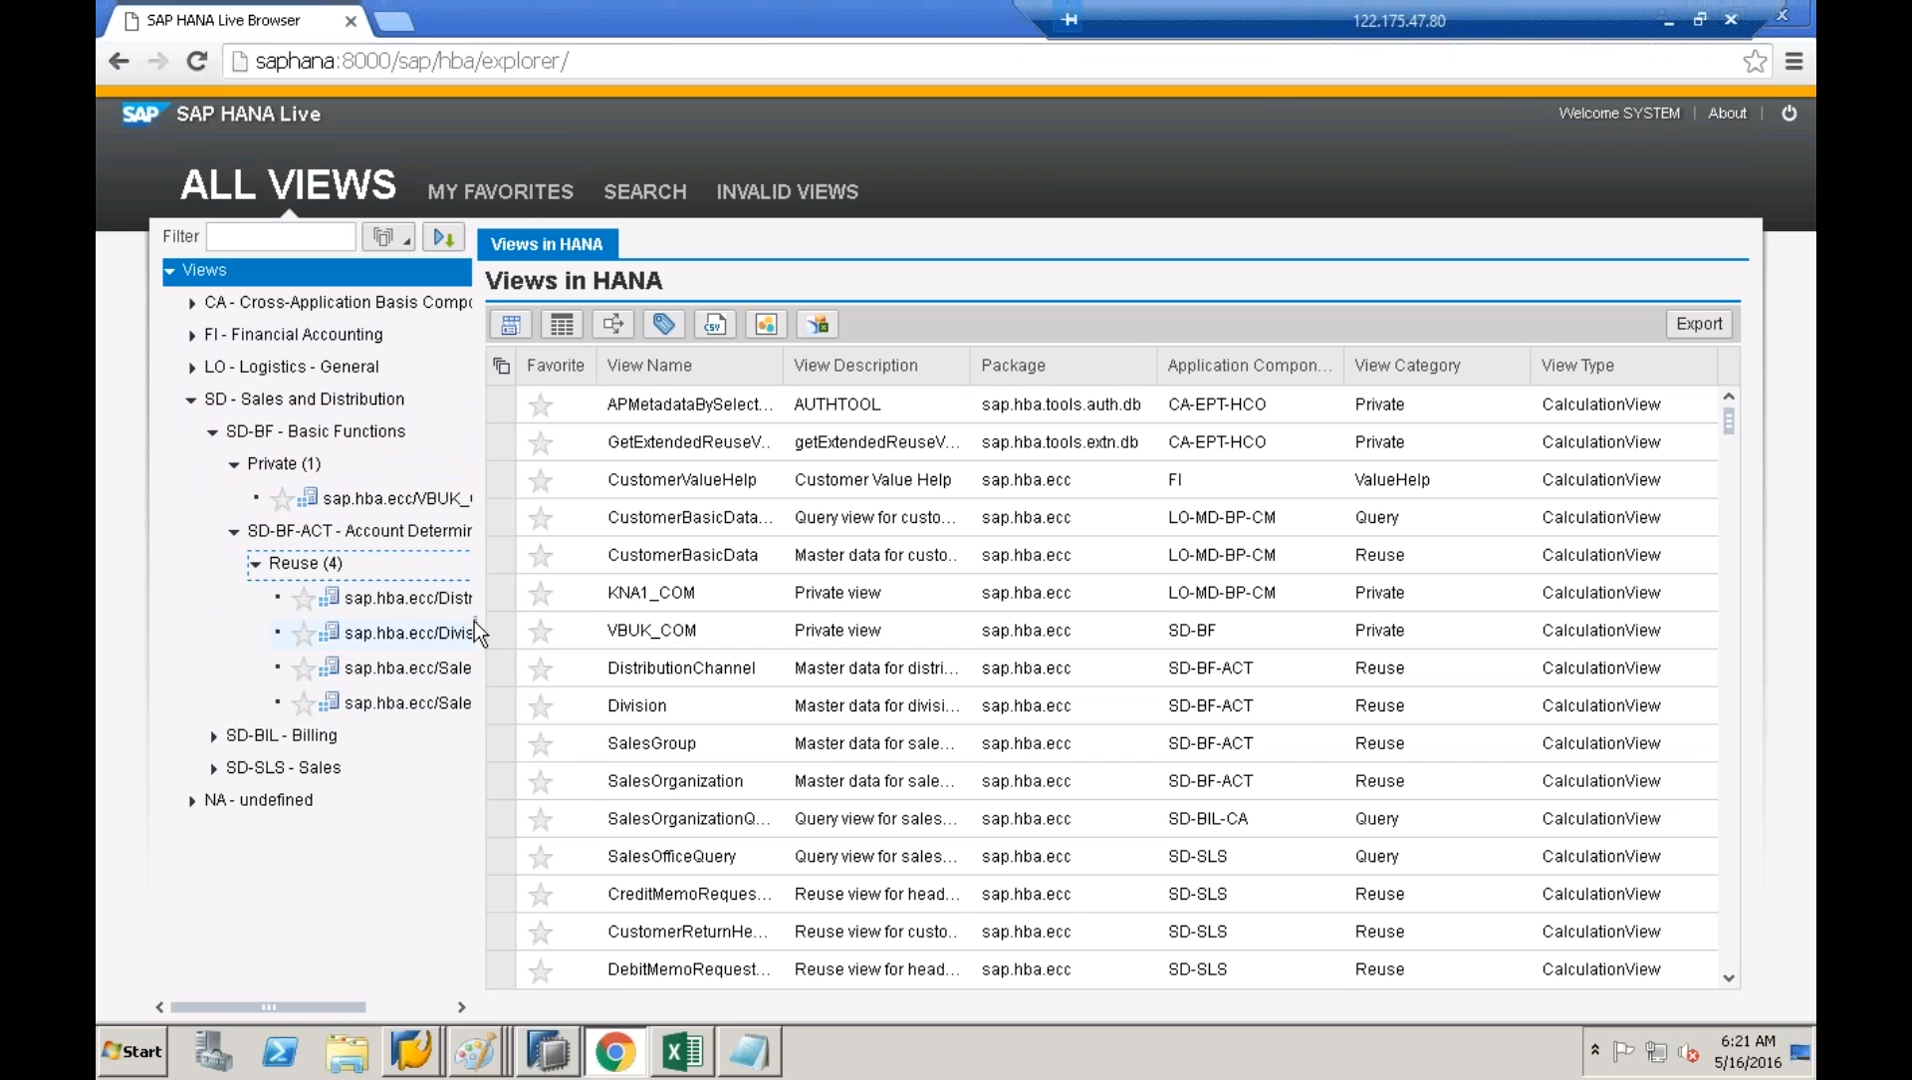 SAP HANA Live Browser
122.175.47.80
saphana:8000/sap/hba/explorer/
SAP SAP HANA Live
Welcome SYSTEM | About |
ALL VIEWS MY FAVORITES SEARCH INVALID VIEWS
Filter
Views
CA - Cross-Application Basis Compo
FI - Financial Accounting
LO - Logistics - General
SD - Sales and Distribution
SD-BF - Basic Functions
Private (1)
sap.hba.ecc/VBUK_
SD-BF-ACT - Account Determin
Reuse (4)
sap.hba.ecc/Distr
sap.hba.ecc/Divis
sap.hba.ecc/Sale
sap.hba.ecc/Sale
SD-BIL - Billing
SD-SLS - Sales
NA - undefined
Views in HANA
Views in HANA
CSV
Export
Favorite View Name View Description Package Application Compon... View Category View Type
APMetadataBySelect... AUTHTOOL sap.hba.tools.auth.db CA-EPT-HCO Private CalculationView
GetExtendedReuseV.. getExtendedReuseV... sap.hba.tools.extn.db CA-EPT-HCO Private CalculationView
CustomerValueHelp Customer Value Help sap.hba.ecc FI ValueHelp CalculationView
CustomerBasicData... Query view for custo... sap.hba.ecc LO-MD-BP-CM Query CalculationView
CustomerBasicData Master data for custo... sap.hba.ecc LO-MD-BP-CM Reuse CalculationView
KNA1_COM Private view sap.hba.ecc LO-MD-BP-CM Private CalculationView
VBUK_COM Private view sap.hba.ecc SD-BF Private CalculationView
DistributionChannel Master data for distri... sap.hba.ecc SD-BF-ACT Reuse CalculationView
Division Master data for divisi... sap.hba.ecc SD-BF-ACT Reuse CalculationView
SalesGroup Master data for sale... sap.hba.ecc SD-BF-ACT Reuse CalculationView
SalesOrganization Master data for sale... sap.hba.ecc SD-BF-ACT Reuse CalculationView
SalesOrganizationQ... Query view for sales... sap.hba.ecc SD-BIL-CA Query CalculationView
SalesOfficeQuery Query view for sales... sap.hba.ecc SD-SLS Query CalculationView
CreditMemoReques... Reuse view for head... sap.hba.ecc SD-SLS Reuse CalculationView
CustomerReturnHe... Reuse view for custo.. sap.hba.ecc SD-SLS Reuse CalculationView
DebitMemoRequest... Reuse view for head... sap.hba.ecc SD-SLS Reuse CalculationView
Start
6:21 AM
5/16/2016